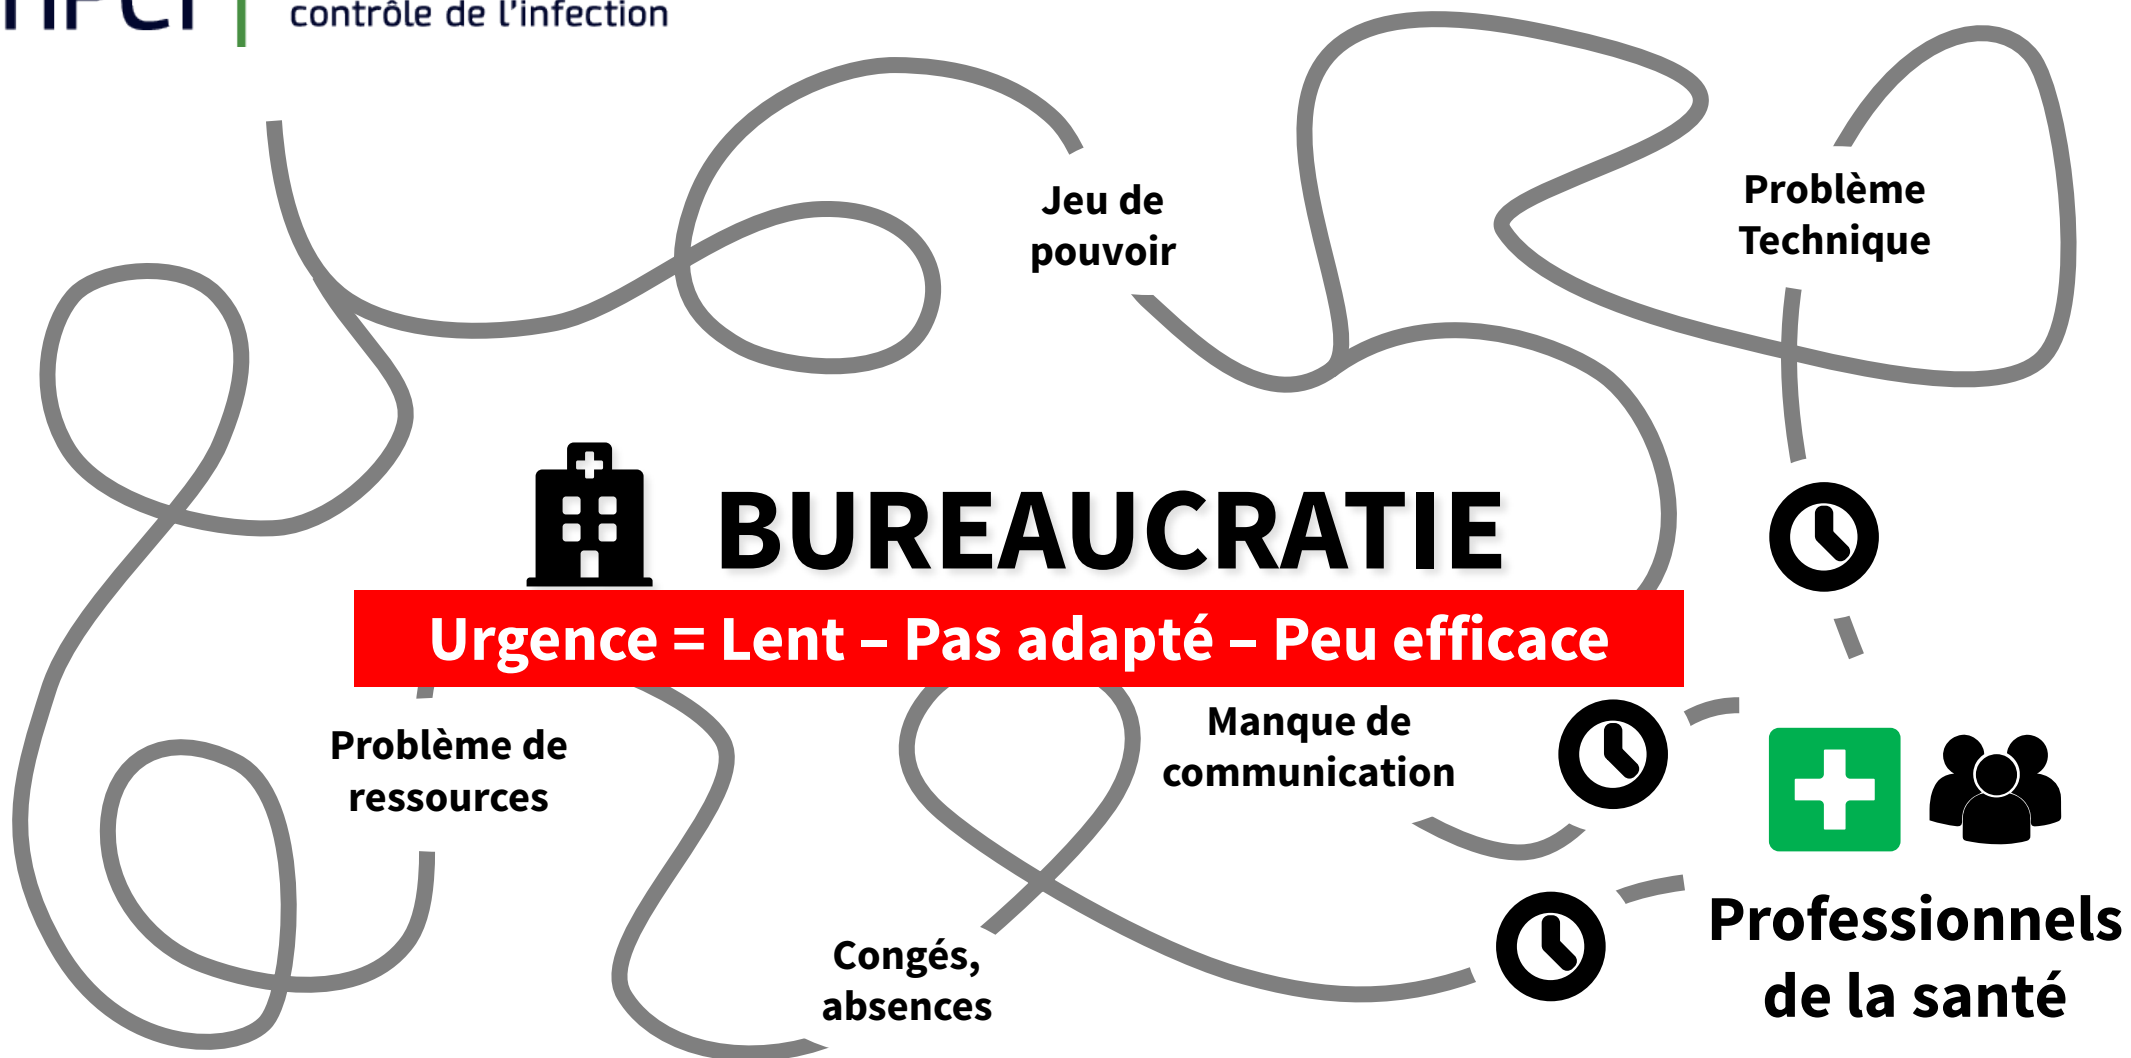 contrôle de l'infection
Jeu de
pouvoir
Problème
Technique
BUREAUCRATIE
Urgence = Lent – Pas adapté – Peu efficace
Problème de
ressources
Manque de
communication
Congés,
absences
Professionnels
de la santé